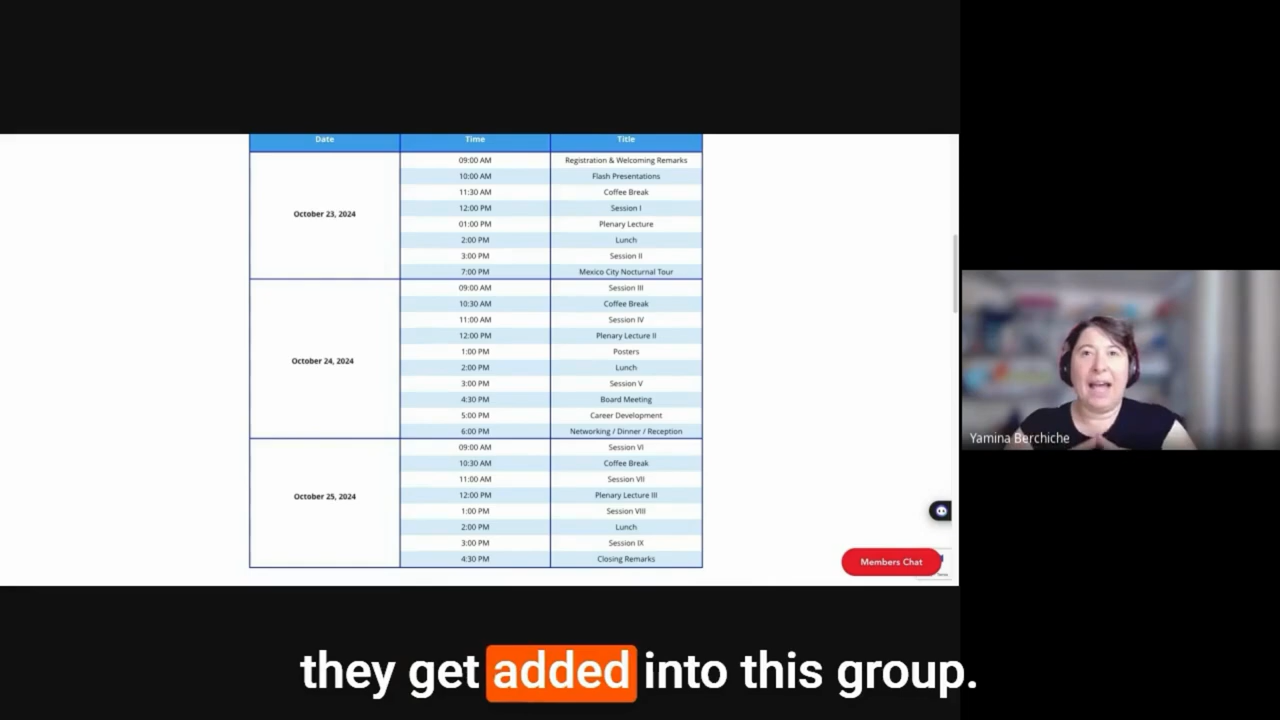 Date Time Title
October 23, 2024
09:00 AM Registration & Welcoming Remarks
10:00 AM Flash Presentations
11:30 AM Coffee Break
12:00 PM Session I
01:00 PM Plenary Lecture
2:00 PM Lunch
3:00 PM Session II
7:00 PM Mexico City Nocturnal Tour
October 24, 2024
09:00 AM Session III
10:30 AM Coffee Break
11:00 AM Session IV
12:00 PM Plenary Lecture II
1:00 PM Posters
2:00 PM Lunch
3:00 PM Session V
4:30 PM Board Meeting
5:00 PM Career Development
6:00 PM Networking / Dinner / Reception
October 25, 2024
09:00 AM Session VI
10:30 AM Coffee Break
11:00 AM Session VII
12:00 PM Plenary Lecture III
1:00 PM Session VIII
2:00 PM Lunch
3:00 PM Session IX
4:30 PM Closing Remarks
Members Chat
Yamina Berchiche
they get added into this group.